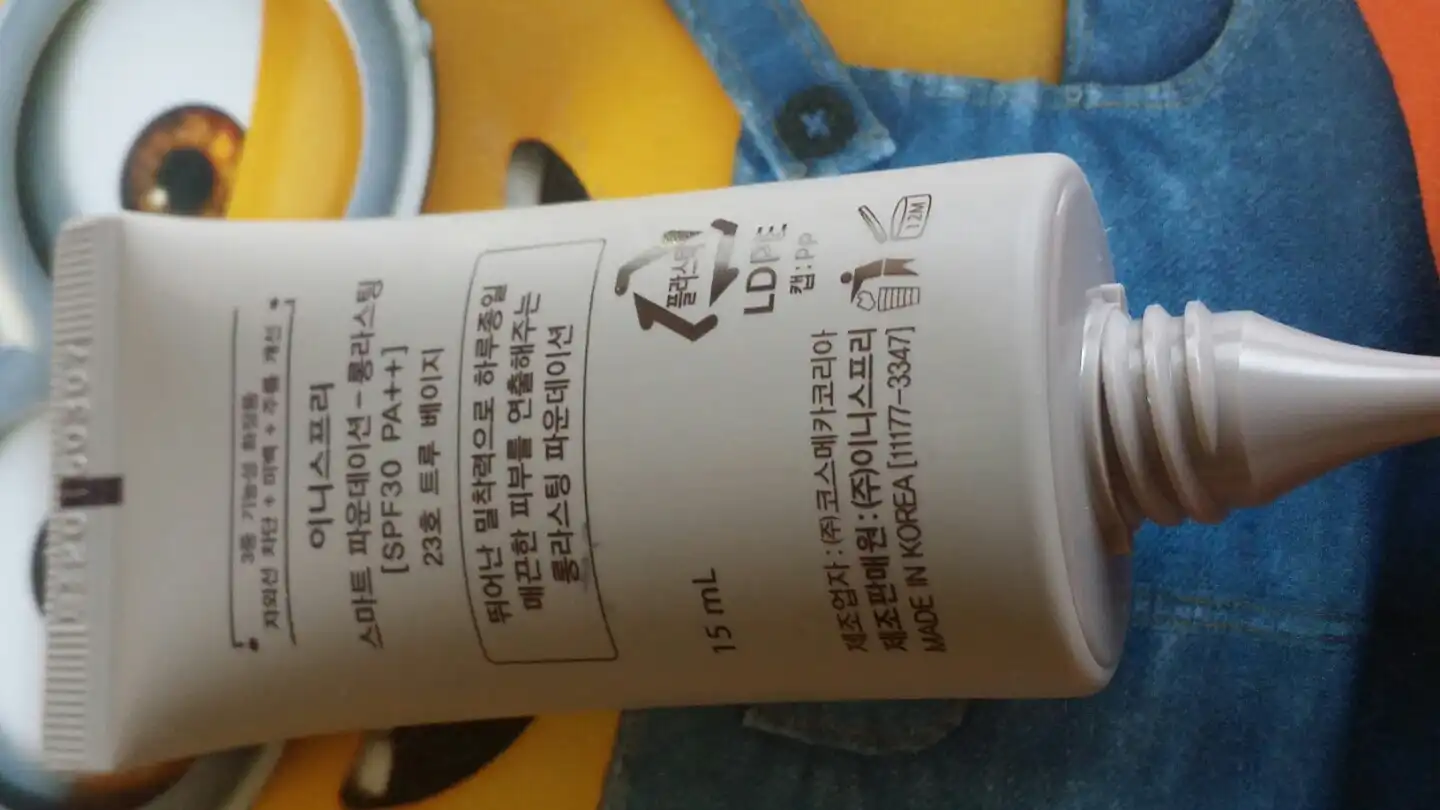 3중 기능성 화장품
자외선 차단 + 미백 + 주름 개선
이니스프리
스마트 파운데이션-롱라스팅
[SPF30 PA++]
23호 트루 베이지
뛰어난 밀착력으로 하루종일
매끈한 피부를 연출해주는
롱라스팅 파운데이션
15 mL
플라스틱
LDPE
캡:PP
제조업자 : (주)코스메카코리아
제조판매원 : (주)이니스프리
MADE IN KOREA [11177-3347]
12M